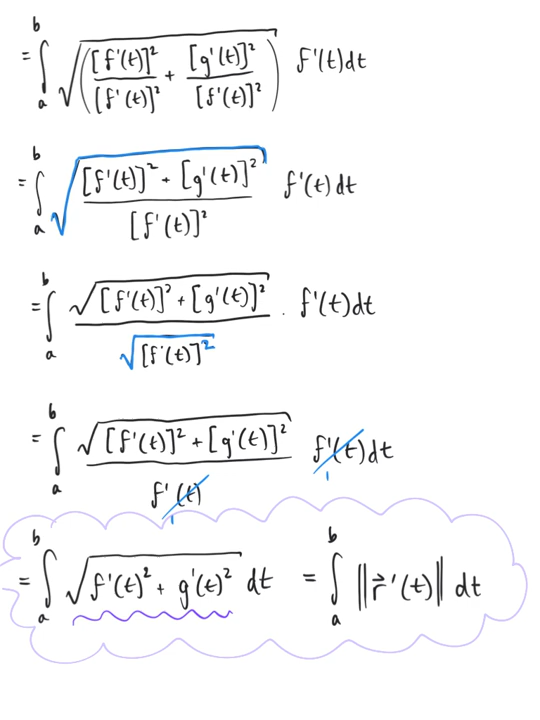 = ∫_a^b √([f'(t)]²/[f'(t)]² + [g'(t)]²/[f'(t)]²) f'(t)dt
= ∫_a^b √(([f'(t)]² + [g'(t)]²)/[f'(t)]²) f'(t)dt
= ∫_a^b √([f'(t)]² + [g'(t)]²)/√([f'(t)]²) · f'(t)dt
= ∫_a^b √([f'(t)]² + [g'(t)]²)/f'(t) f'(t)dt
= ∫_a^b √(f'(t)² + g'(t)²) dt = ∫_a^b ‖r⃗'(t)‖ dt